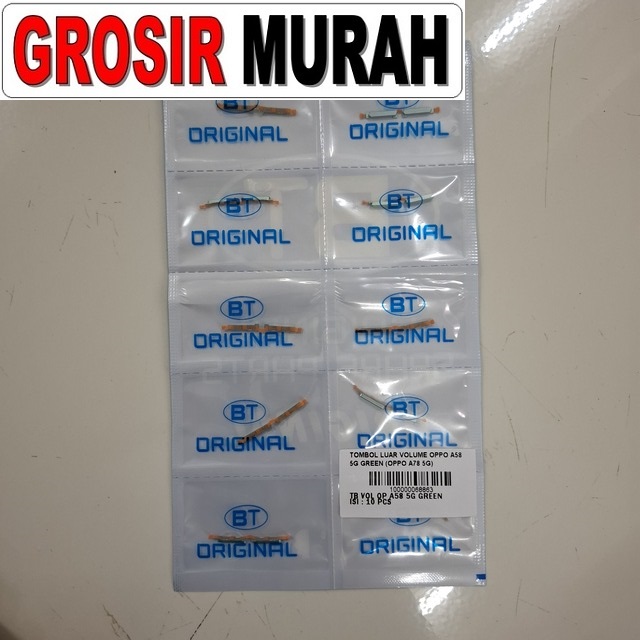 GROSIR MURAH
BT BT
ORIGINAL ORIGINAL
BT BT
ORIGINAL ORIGINAL
BT BT
ORIGINAL ORIGINAL
BT BT
ORIGINAL ORIGINAL
TOMBOL LUAR VOLUME OPPO A58
5G GREEN (OPPO A78 5G)
100000068863
TB VOL OP A58 5G GREEN
ISI : 10 PCS
BT
ORIGINAL ORIGINAL